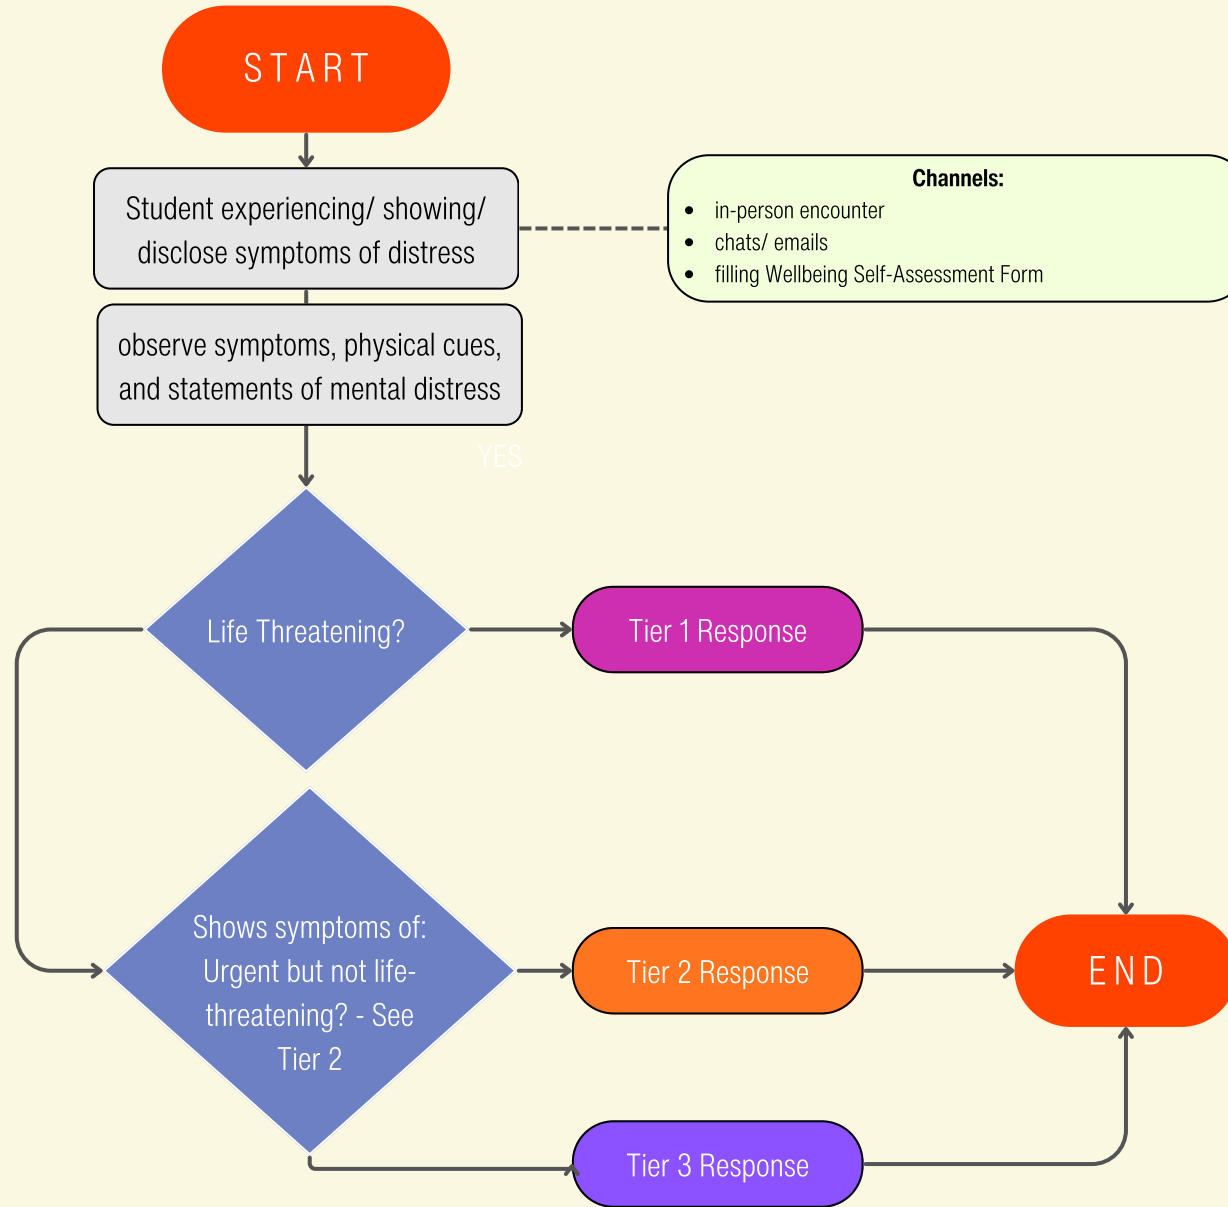 START
Student experiencing/ showing/
disclose symptoms of distress
Channels:
• in-person encounter
• chats/ emails
• filling Wellbeing Self-Assessment Form
observe symptoms, physical cues,
and statements of mental distress
YES
Life Threatening?
Tier 1 Response
Shows symptoms of:
Urgent but not life-
threatening? - See
Tier 2
Tier 2 Response
END
Tier 3 Response